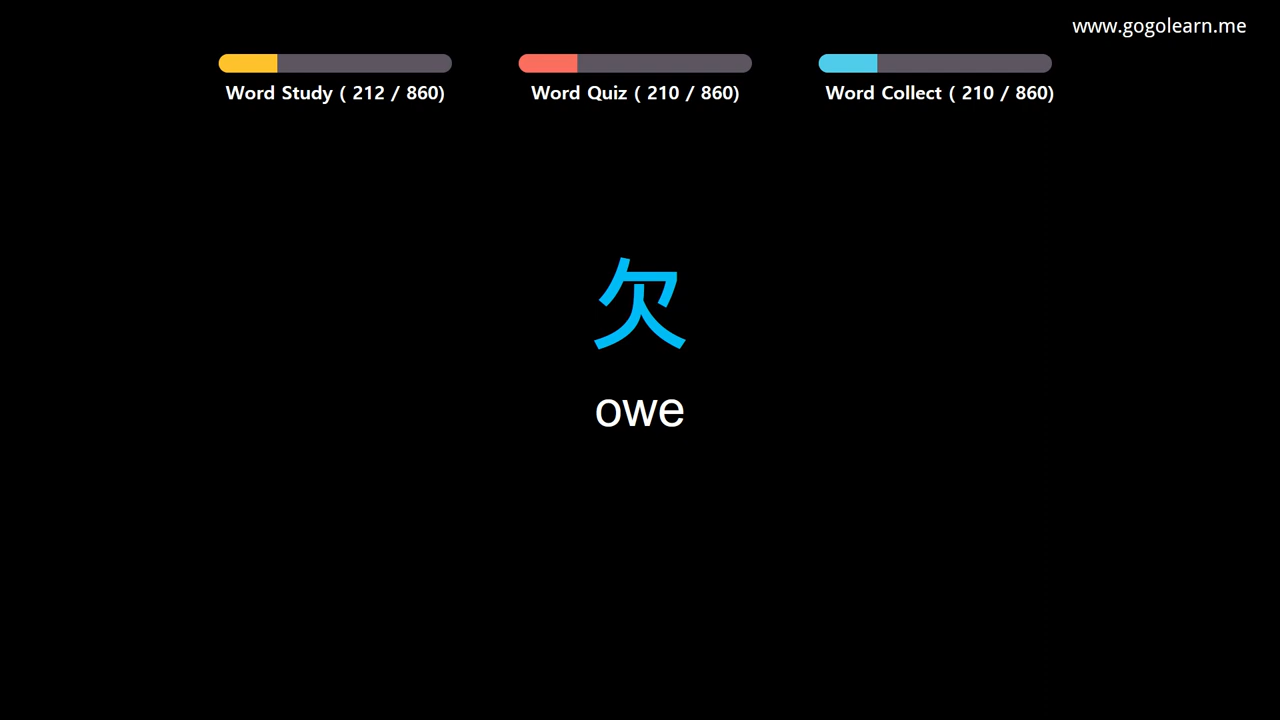 www.gogolearn.me
Word Study ( 212 / 860)
Word Quiz ( 210 / 860)
Word Collect ( 210 / 860)
欠
owe